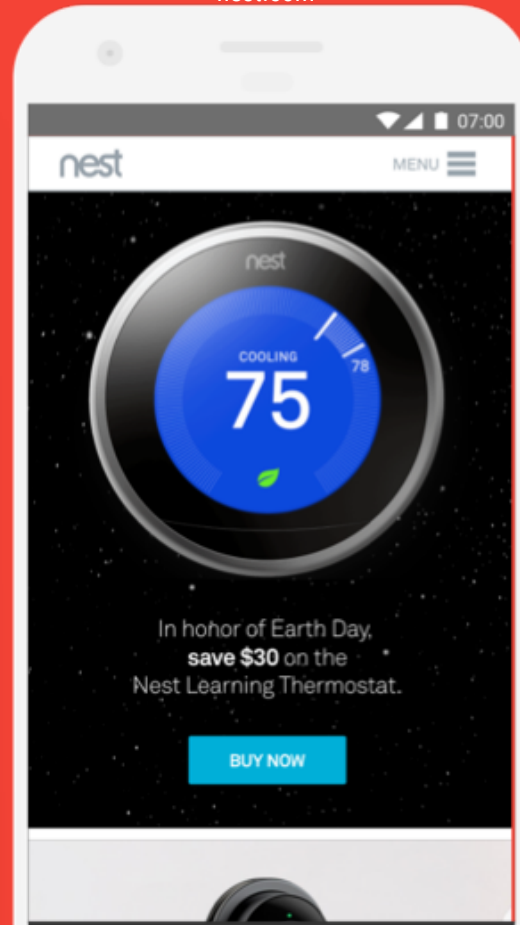 07:00
nest
MENU
nest
COOLING
75
78
In honor of Earth Day,
save $30 on the
Nest Learning Thermostat.
BUY NOW